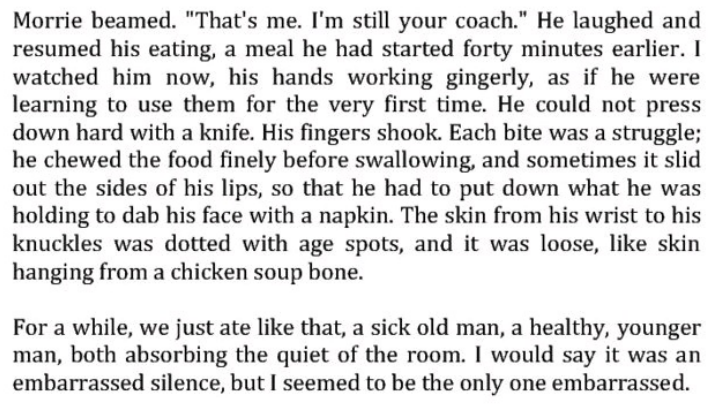 Morrie beamed. "That's me. I'm still your coach." He laughed and
resumed his eating, a meal he had started forty minutes earlier. I
watched him now, his hands working gingerly, as if he were
learning to use them for the very first time. He could not press
down hard with a knife. His fingers shook. Each bite was a struggle;
he chewed the food finely before swallowing, and sometimes it slid
out the sides of his lips, so that he had to put down what he was
holding to dab his face with a napkin. The skin from his wrist to his
knuckles was dotted with age spots, and it was loose, like skin
hanging from a chicken soup bone.
For a while, we just ate like that, a sick old man, a healthy, younger
man, both absorbing the quiet of the room. I would say it was an
embarrassed silence, but I seemed to be the only one embarrassed.